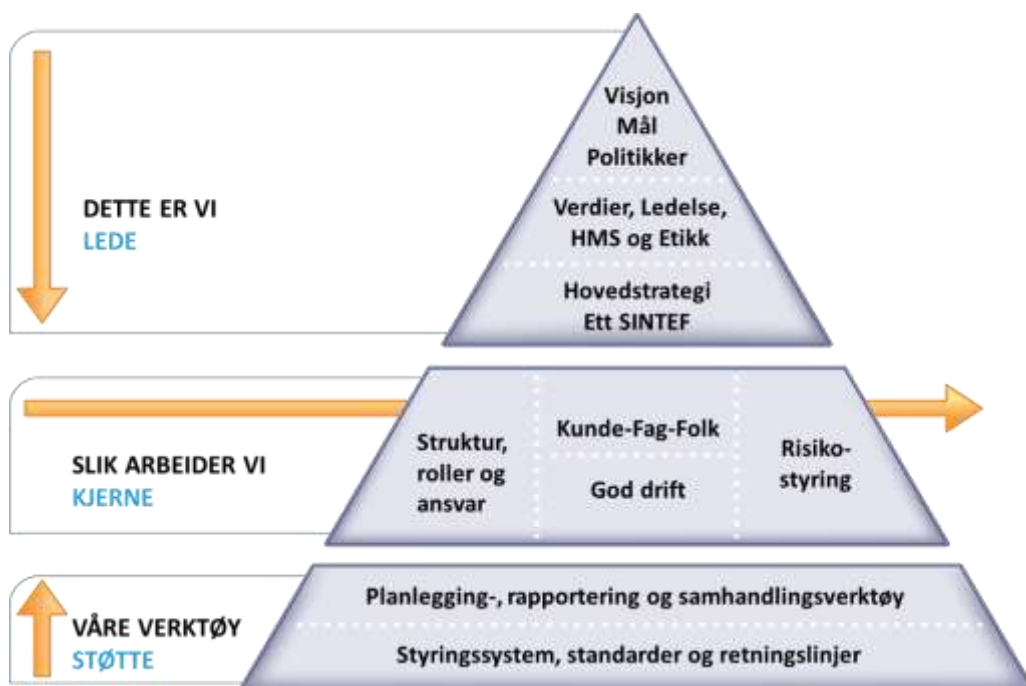 Visjon
Mål
Politikker
DETTE ER VI
LEDE
Verdier, Ledelse,
HMS og Etikk
Hovedstrategi
Ett SINTEF
SLIK ARBEIDER VI
KJERNE
Struktur,
roller og
ansvar
Kunde-Fag-Folk
God drift
Risiko-
styring
VÅRE VERKTØY
STØTTE
Planlegging-, rapportering og samhandlingsverktøy
Styringssystem, standarder og retningslinjer